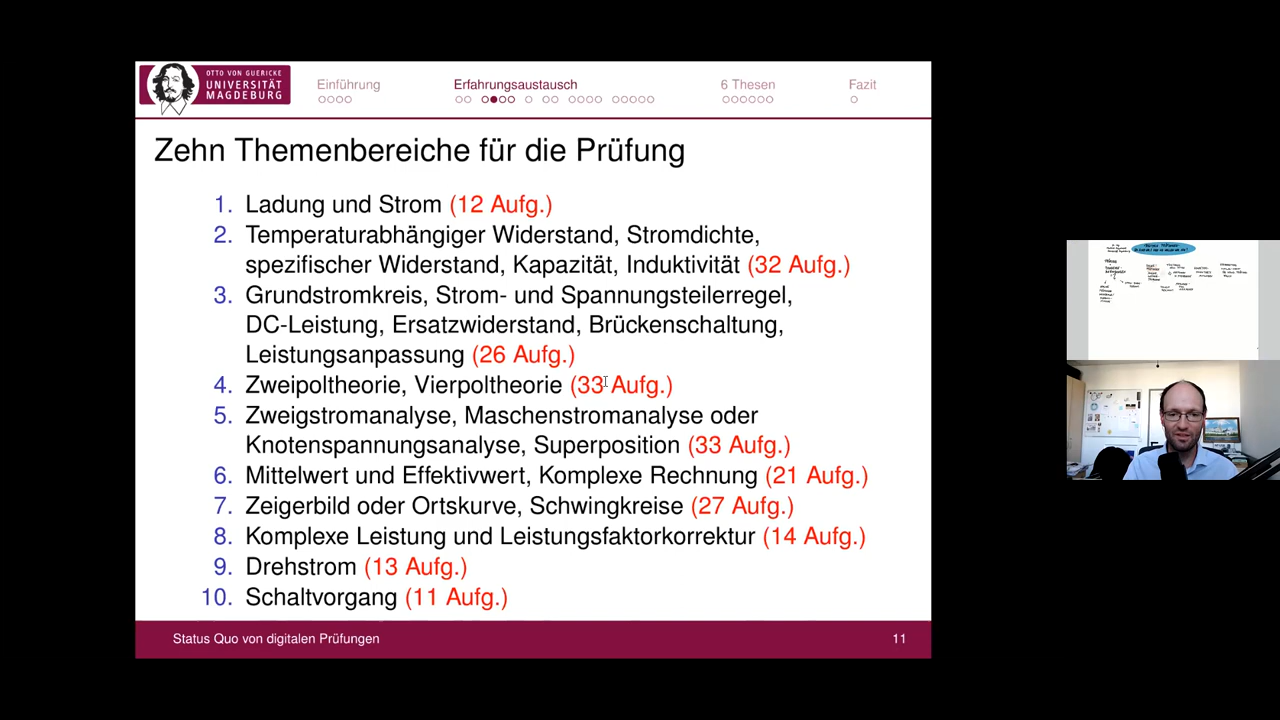 OTTO VON GUERICKE
UNIVERSITÄT
MAGDEBURG
Einführung
Erfahrungsaustausch
6 Thesen
Fazit
Zehn Themenbereiche für die Prüfung
1. Ladung und Strom (12 Aufg.)
2. Temperaturabhängiger Widerstand, Stromdichte,
spezifischer Widerstand, Kapazität, Induktivität (32 Aufg.)
3. Grundstromkreis, Strom- und Spannungsteilerregel,
DC-Leistung, Ersatzwiderstand, Brückenschaltung,
Leistungsanpassung (26 Aufg.)
4. Zweipoltheorie, Vierpoltheorie (33 Aufg.)
5. Zweigstromanalyse, Maschenstromanalyse oder
Knotenspannungsanalyse, Superposition (33 Aufg.)
6. Mittelwert und Effektivwert, Komplexe Rechnung (21 Aufg.)
7. Zeigerbild oder Ortskurve, Schwingkreise (27 Aufg.)
8. Komplexe Leistung und Leistungsfaktorkorrektur (14 Aufg.)
9. Drehstrom (13 Aufg.)
10. Schaltvorgang (11 Aufg.)
Status Quo von digitalen Prüfungen
11